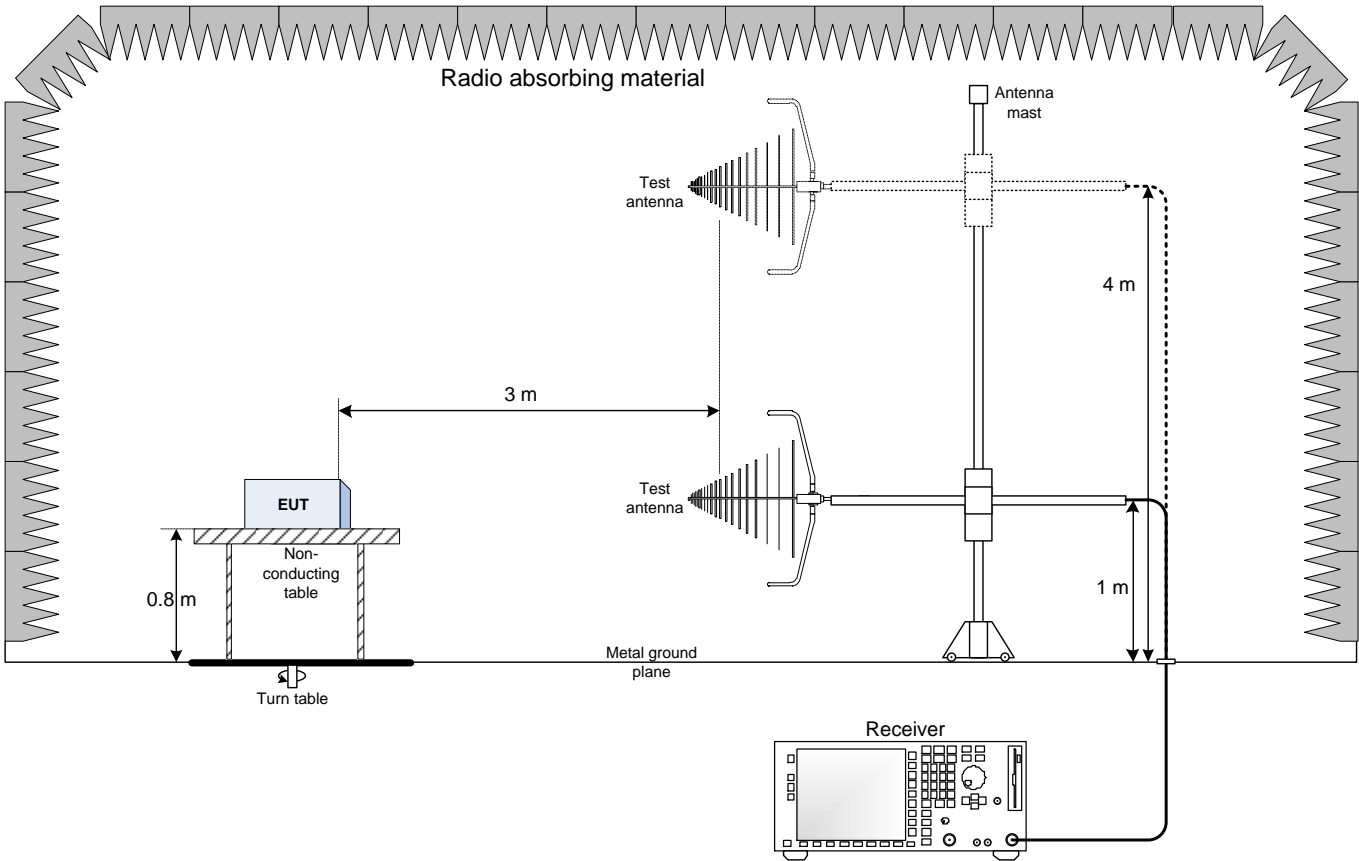 Radio absorbing material
Antenna
mast
Test
antenna
4 m
3 m
Test
antenna
EUT
Non-
conducting
table
0.8 m
1 m
Metal ground
plane
Turn table
Receiver